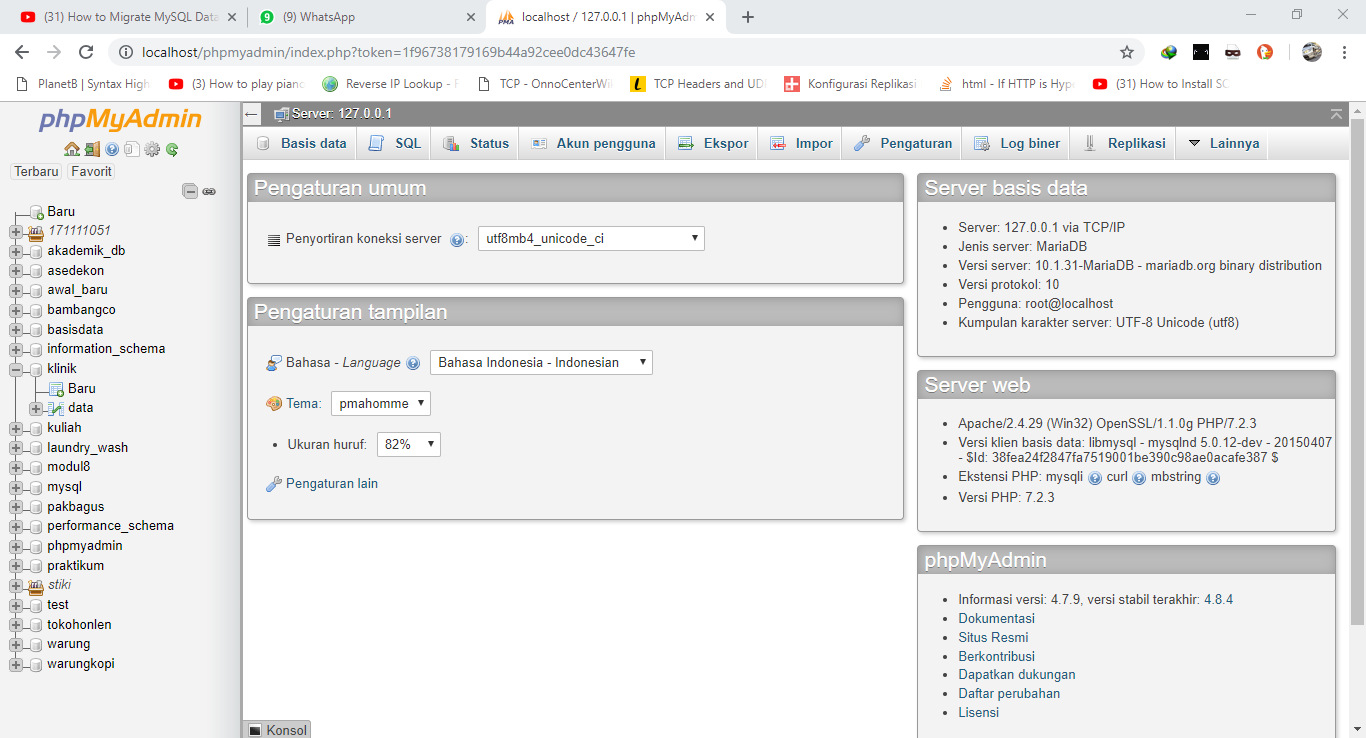 (31) How to Migrate MySQL Data
(9) WhatsApp
localhost / 127.0.0.1 | phpMyAdm
localhost/phpmyadmin/index.php?token=1f96738179169b44a92cee0dc43647fe
PlanetB | Syntax High
(3) How to play pianc
Reverse IP Lookup - F
TCP - OnnoCenterWi
TCP Headers and UD
Konfigurasi Replikasi
html - If HTTP is Hype
(31) How to Install SC
phpMyAdmin
Terbaru Favorit
Baru
171111051
akademik_db
asedekon
awal_baru
bambangco
basisdata
information_schema
klinik
Baru
data
kuliah
laundry_wash
modul8
mysql
pakbagus
performance_schema
phpmyadmin
praktikum
stiki
test
tokohonlen
warung
warungkopi
Server: 127.0.0.1
Basis data SQL Status Akun pengguna Ekspor Impor Pengaturan Log biner Replikasi Lainnya
Pengaturan umum
Penyortiran koneksi server : utf8mb4_unicode_ci
Pengaturan tampilan
Bahasa - Language Bahasa Indonesia - Indonesian
Tema: pmahomme
Ukuran huruf: 82%
Pengaturan lain
Server basis data
Server: 127.0.0.1 via TCP/IP
Jenis server: MariaDB
Versi server: 10.1.31-MariaDB - mariadb.org binary distribution
Versi protokol: 10
Pengguna: root@localhost
Kumpulan karakter server: UTF-8 Unicode (utf8)
Server web
Apache/2.4.29 (Win32) OpenSSL/1.1.0g PHP/7.2.3
Versi klien basis data: libmysql - mysqlnd 5.0.12-dev - 20150407
- $Id: 38fea24f2847fa7519001be390c98ae0acafe387 $
Ekstensi PHP: mysqli curl mbstring
Versi PHP: 7.2.3
phpMyAdmin
Informasi versi: 4.7.9, versi stabil terakhir: 4.8.4
Dokumentasi
Situs Resmi
Berkontribusi
Dapatkan dukungan
Daftar perubahan
Lisensi
Konsol